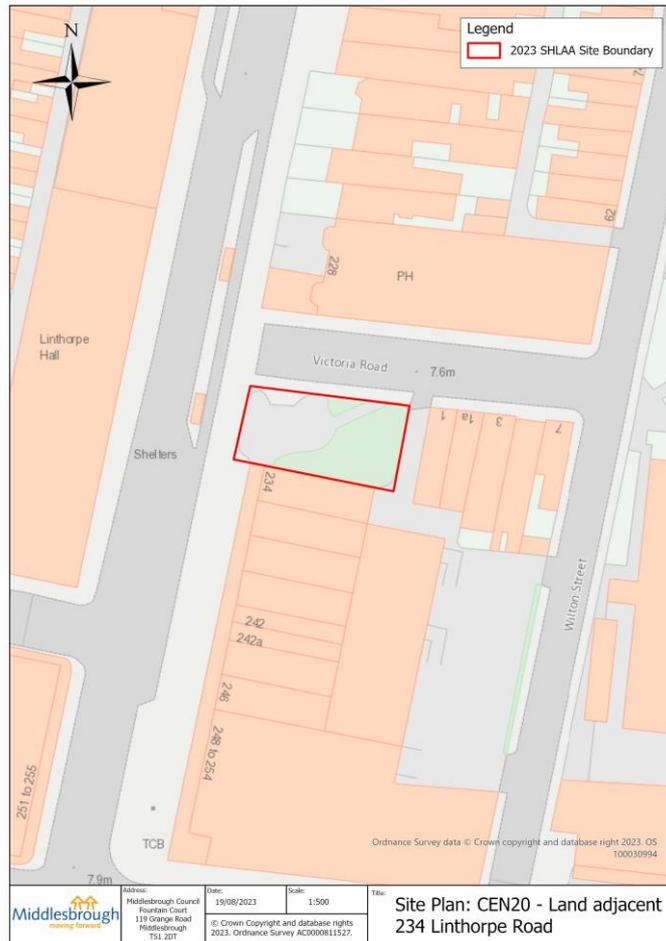 N
Legend
2023 SHLAA Site Boundary
74
62
228
PH
Linthorpe
Hall
Victoria Road
7.6m
1
1a
3
7
Shelters
234
Wilton Street
242
242a
246
248 to 254
251 to 255
TCB
7.9m
Ordnance Survey data © Crown copyright and database right 2023. OS
100030994
Middlesbrough
moving forward
Address:
Middlesbrough Council
Fountain Court
119 Grange Road
Middlesbrough
TS1 2DT
Date:
19/08/2023
Scale:
1:500
© Crown Copyright and database rights
2023. Ordnance Survey AC0000811527.
Title:
Site Plan: CEN20 - Land adjacent
234 Linthorpe Road